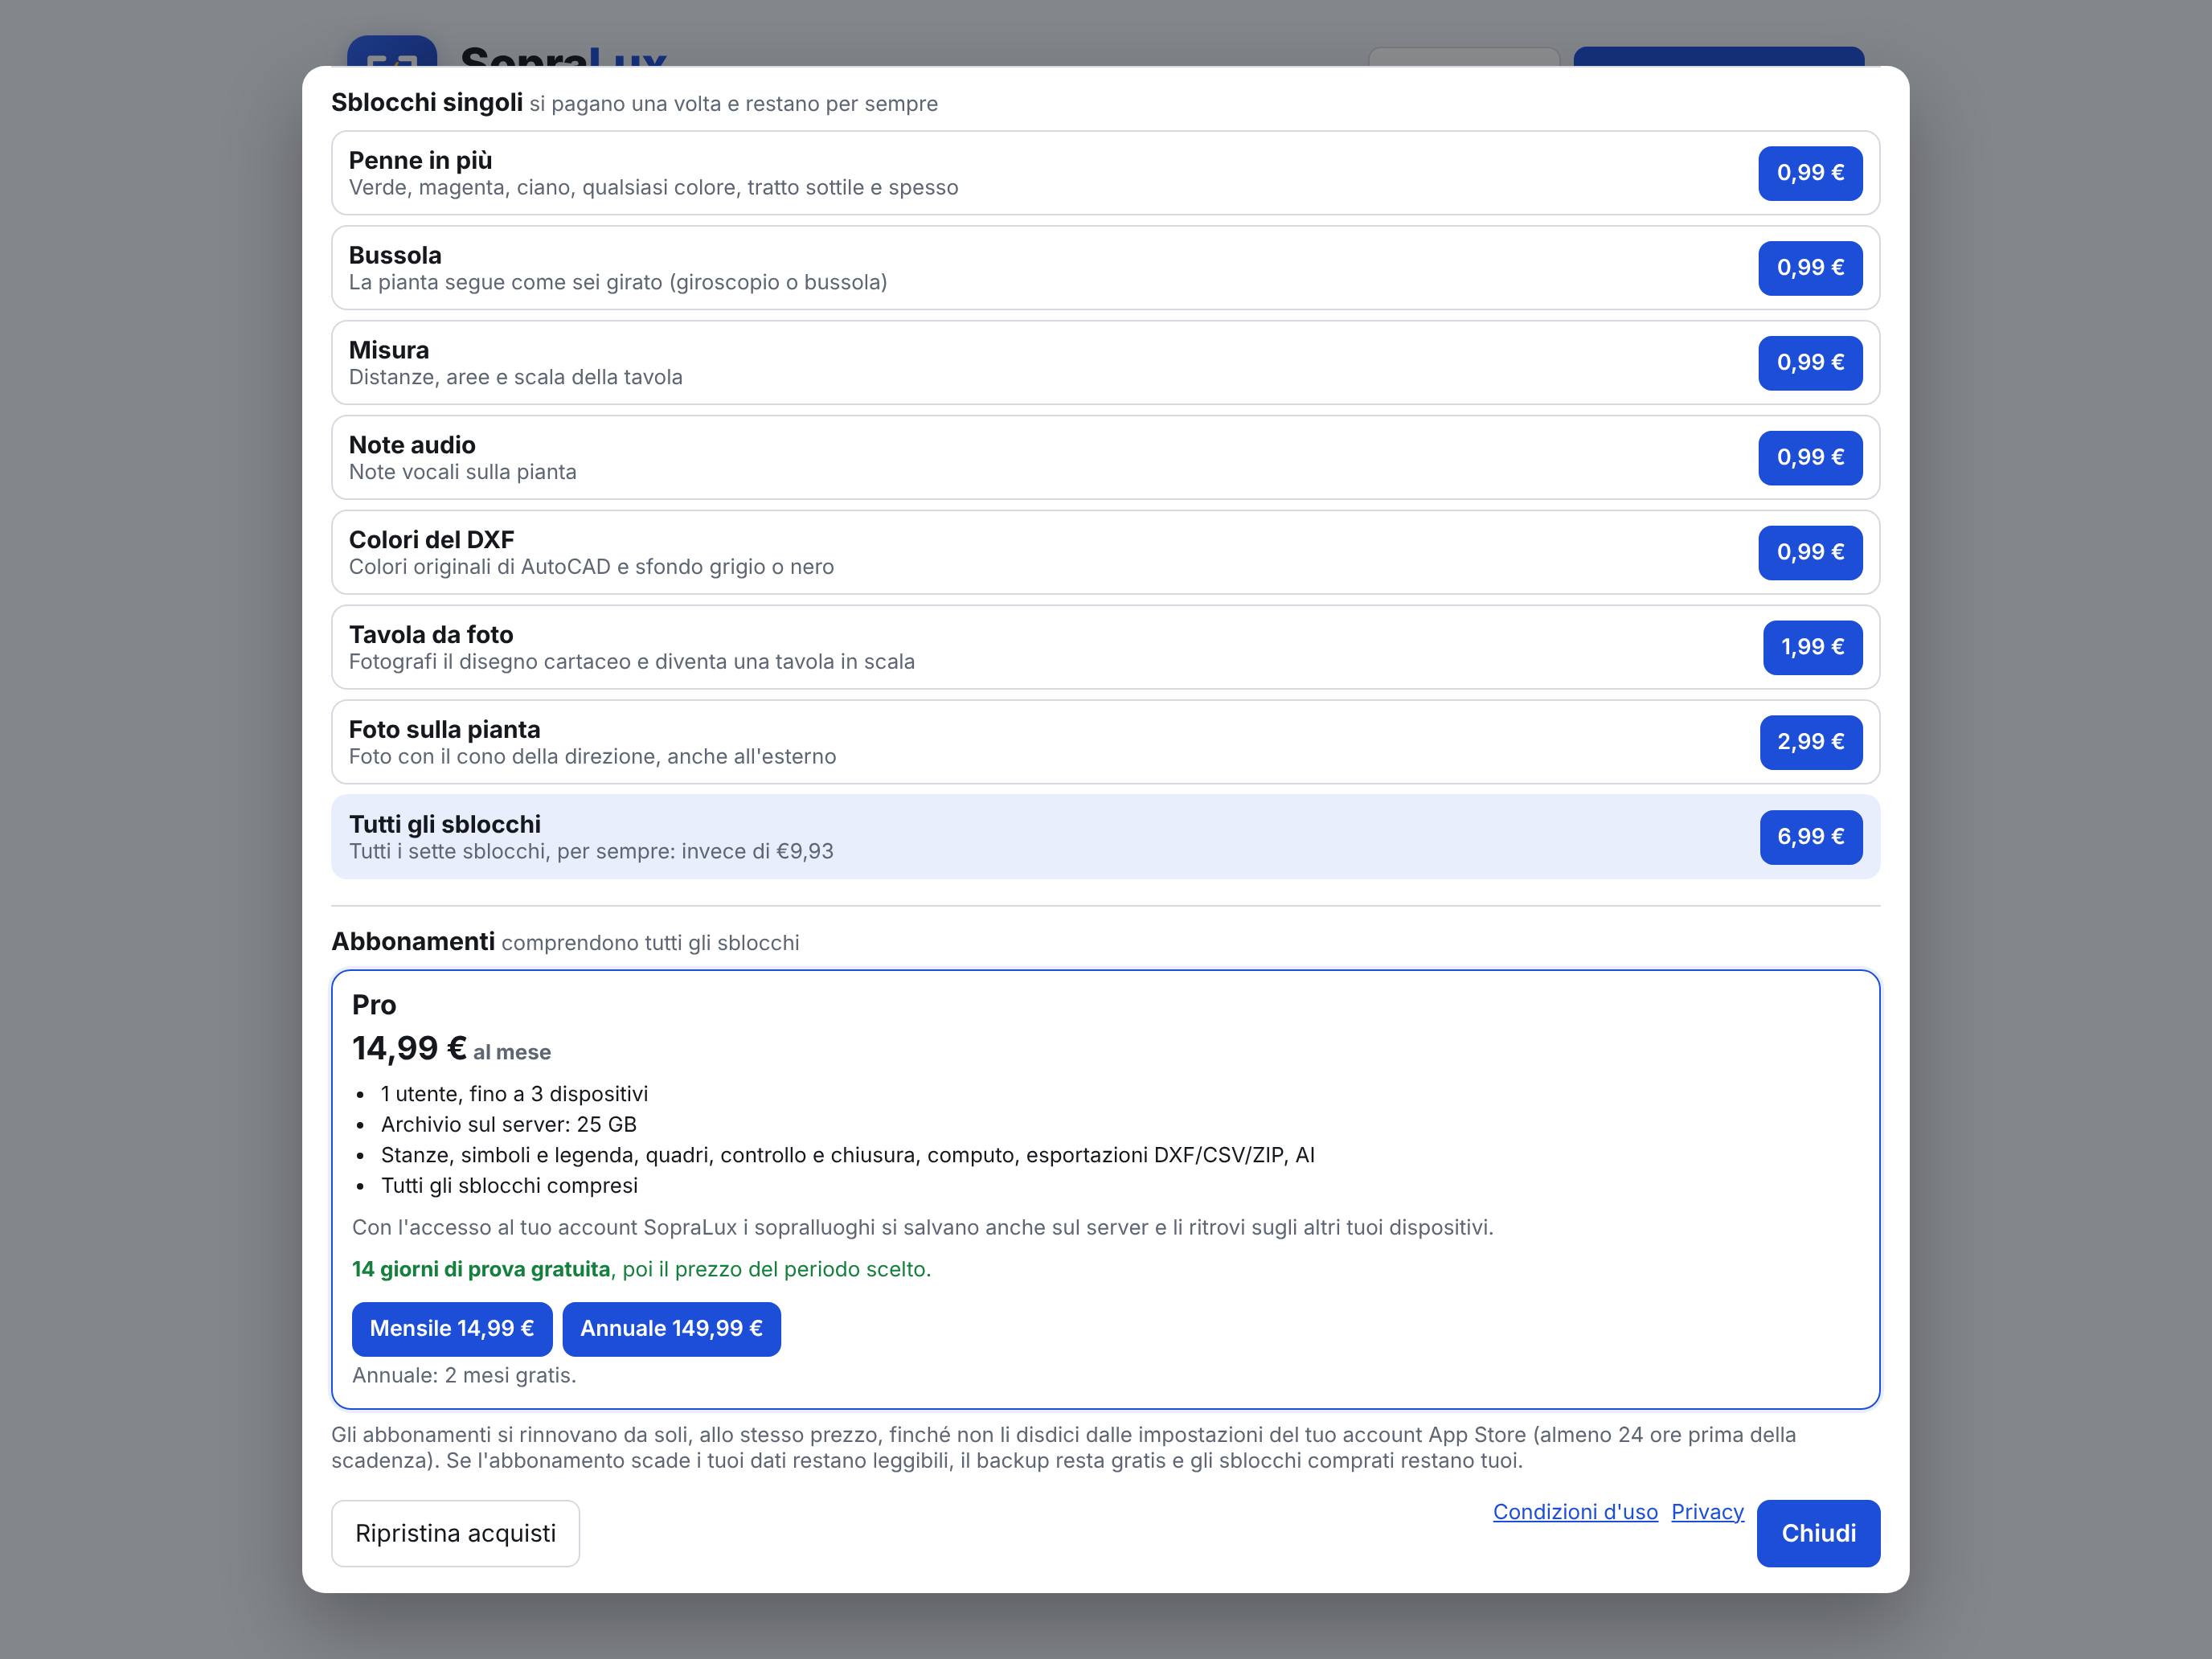 SopraLux
Sblocchi singoli si pagano una volta e restano per sempre
Penne in più
Verde, magenta, ciano, qualsiasi colore, tratto sottile e spesso
0,99 €
Bussola
La pianta segue come sei girato (giroscopio o bussola)
0,99 €
Misura
Distanze, aree e scala della tavola
0,99 €
Note audio
Note vocali sulla pianta
0,99 €
Colori del DXF
Colori originali di AutoCAD e sfondo grigio o nero
0,99 €
Tavola da foto
Fotografi il disegno cartaceo e diventa una tavola in scala
1,99 €
Foto sulla pianta
Foto con il cono della direzione, anche all'esterno
2,99 €
Tutti gli sblocchi
Tutti i sette sblocchi, per sempre: invece di €9,93
6,99 €
Abbonamenti comprendono tutti gli sblocchi
Pro
14,99 € al mese
• 1 utente, fino a 3 dispositivi
• Archivio sul server: 25 GB
• Stanze, simboli e legenda, quadri, controllo e chiusura, computo, esportazioni DXF/CSV/ZIP, AI
• Tutti gli sblocchi compresi
Con l'accesso al tuo account SopraLux i sopralluoghi si salvano anche sul server e li ritrovi sugli altri tuoi dispositivi.
14 giorni di prova gratuita, poi il prezzo del periodo scelto.
Mensile 14,99 € Annuale 149,99 €
Annuale: 2 mesi gratis.
Gli abbonamenti si rinnovano da soli, allo stesso prezzo, finché non li disdici dalle impostazioni del tuo account App Store (almeno 24 ore prima della
scadenza). Se l'abbonamento scade i tuoi dati restano leggibili, il backup resta gratis e gli sblocchi comprati restano tuoi.
Ripristina acquisti
Condizioni d'uso Privacy
Chiudi